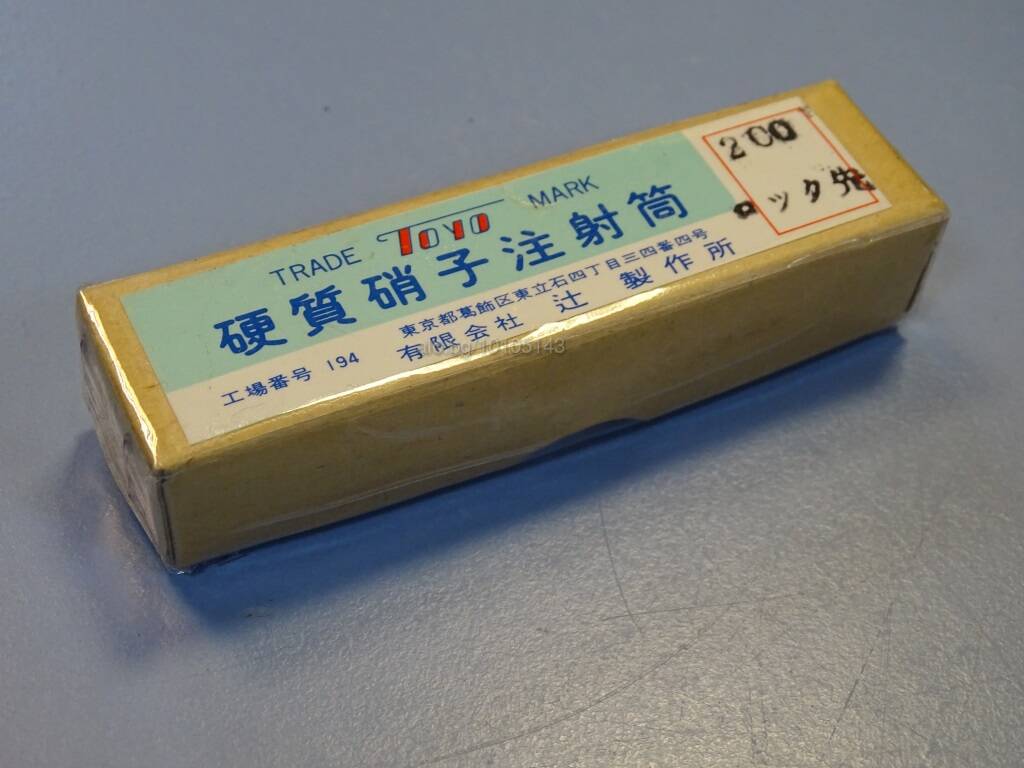 TRADE TOYO MARK
硬質硝子注射筒
東京都葛飾区東立石四丁目三四番四号
工場番号 194 有限会社 辻製作所
200
ロック先